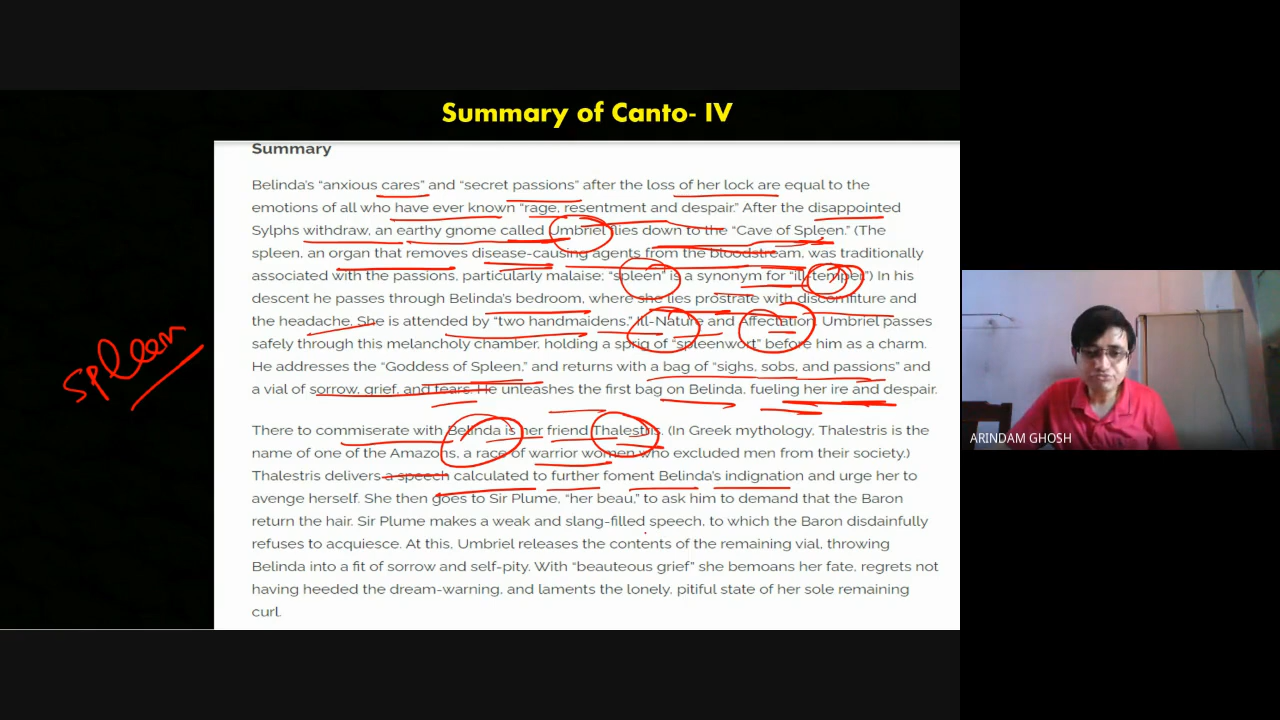 Summary of Canto- IV
Summary
Belinda's "anxious cares" and "secret passions" after the loss of her lock are equal to the
emotions of all who have ever known "rage, resentment and despair." After the disappointed
Sylphs withdraw, an earthy gnome called Umbriel flies down to the "Cave of Spleen." (The
spleen, an organ that removes disease-causing agents from the bloodstream, was traditionally
associated with the passions, particularly malaise; "spleen" is a synonym for "ill-temper.") In his
descent he passes through Belinda's bedroom, where she lies prostrate with discomfiture and
the headache. She is attended by "two handmaidens," Ill-Nature and Affectation. Umbriel passes
safely through this melancholy chamber, holding a sprig of "spleenwort" before him as a charm.
He addresses the "Goddess of Spleen," and returns with a bag of "sighs, sobs, and passions" and
a vial of sorrow, grief, and tears. He unleashes the first bag on Belinda, fueling her ire and despair.
There to commiserate with Belinda is her friend Thalestris. (In Greek mythology, Thalestris is the
name of one of the Amazons, a race of warrior women who excluded men from their society.)
Thalestris delivers a speech calculated to further foment Belinda's indignation and urge her to
avenge herself. She then goes to Sir Plume, "her beau," to ask him to demand that the Baron
return the hair. Sir Plume makes a weak and slang-filled speech, to which the Baron disdainfully
refuses to acquiesce. At this, Umbriel releases the contents of the remaining vial, throwing
Belinda into a fit of sorrow and self-pity. With "beauteous grief" she bemoans her fate, regrets not
having heeded the dream-warning, and laments the lonely, pitiful state of her sole remaining
curl.
Spleen
ARINDAM GHOSH